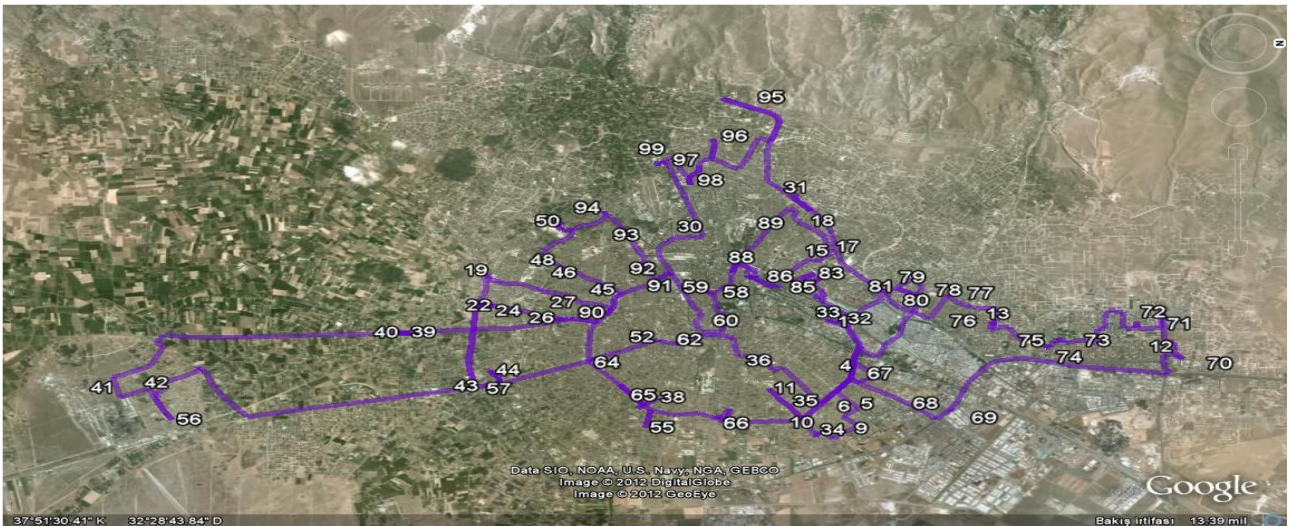 95
96
99 97
98
31
94 50 30 89 18
93 15 17
88
48 92 86 83 79
19 46 91 59 58 85 81 78 77
45
22 24 27 80
26 90 60 33 1 32 76 13
40 39 52 62 75 73 72 71
12
36 64 4 74 70
41 42 43 44 57 67
11
65 38 35 6 5 68
56 55 66 10 34 9 69
Data SIO, NOAA, U.S. Navy, NGA, GEBCO
Image © 2012 DigitalGlobe
Image © 2012 GeoEye
Google
37°51'30.41" K 32°28'43.84" D
Bakış irtifası 13.39 mil
N